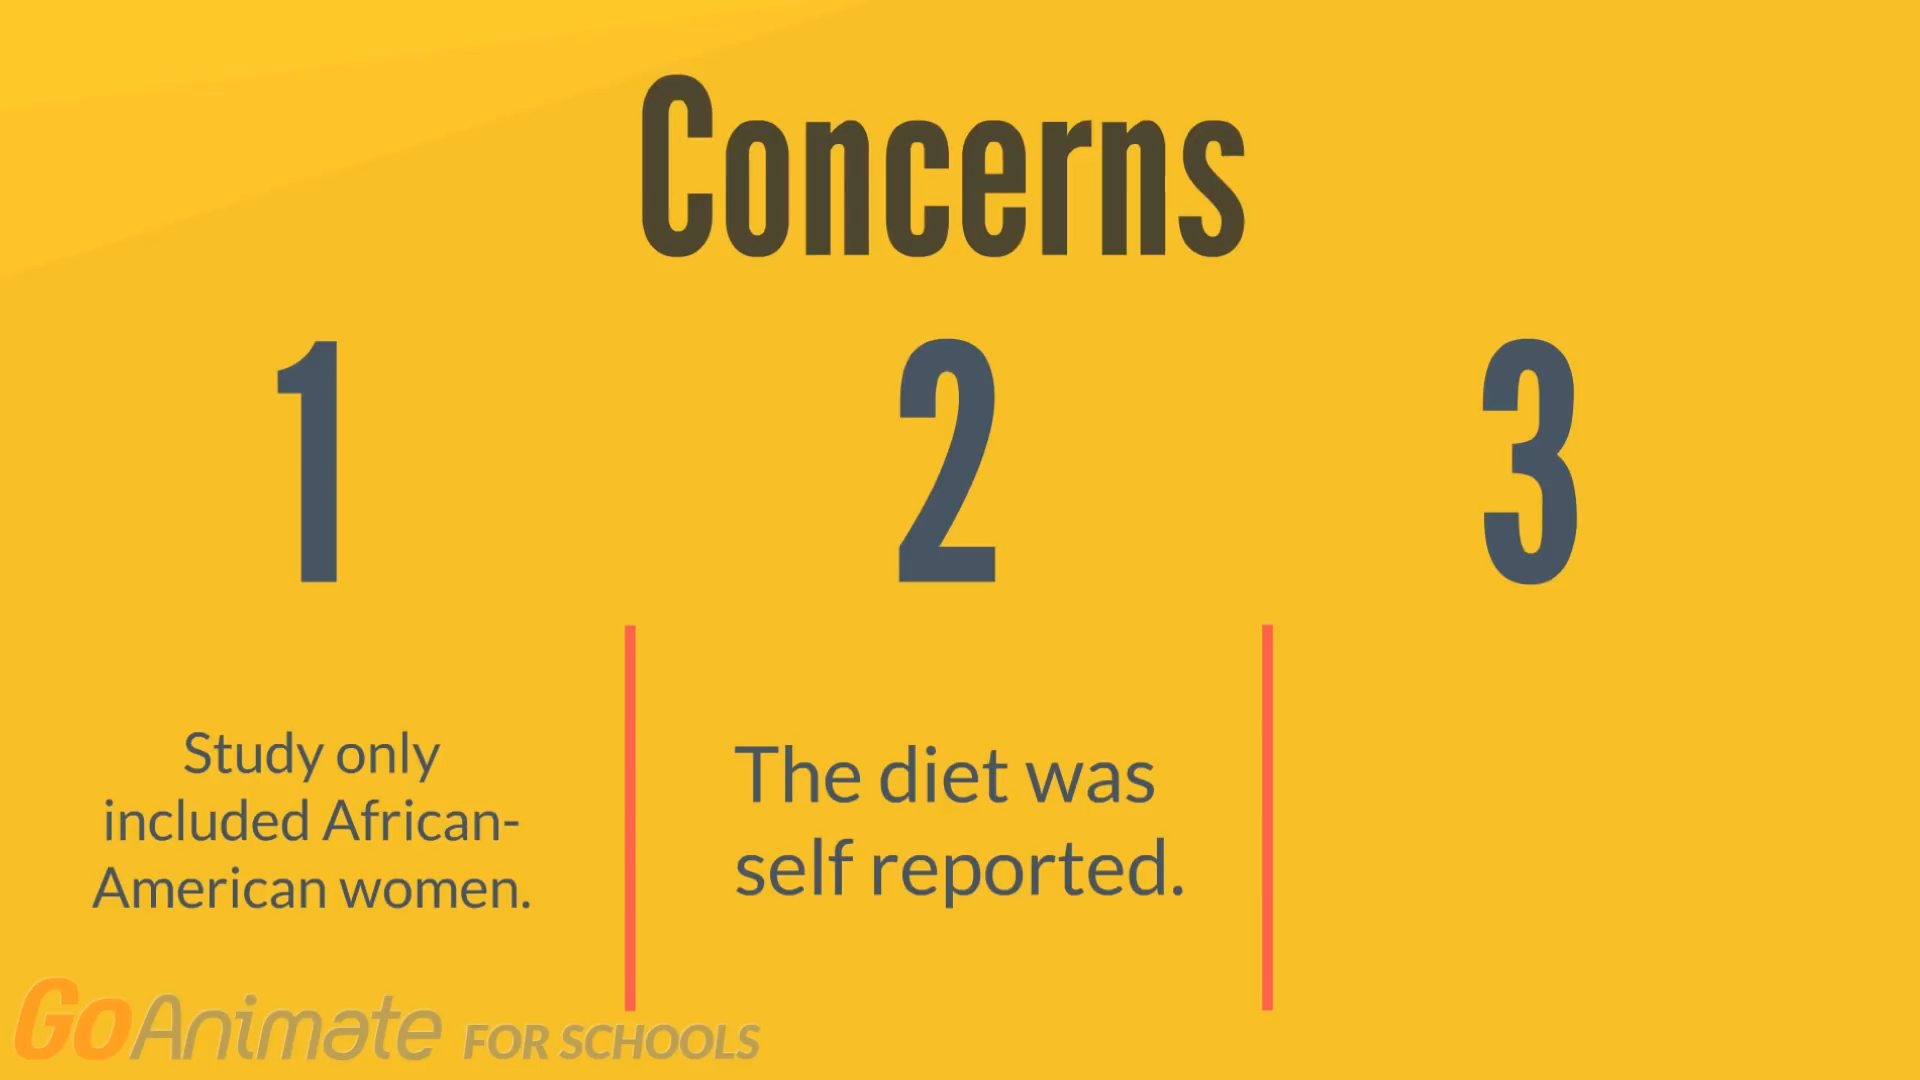 Concerns
1
2
3
Study only
included African-
American women.
The diet was
self reported.
GoAnimate FOR SCHOOLS